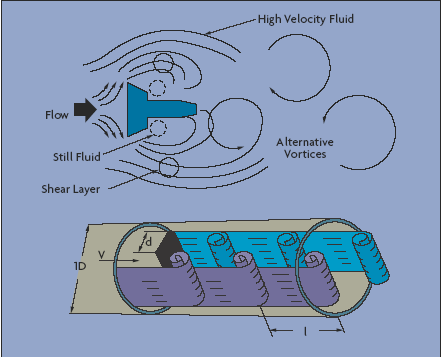 High Velocity Fluid
Flow
Alternative
Vortices
Still Fluid
Shear Layer
d
V
1D
l